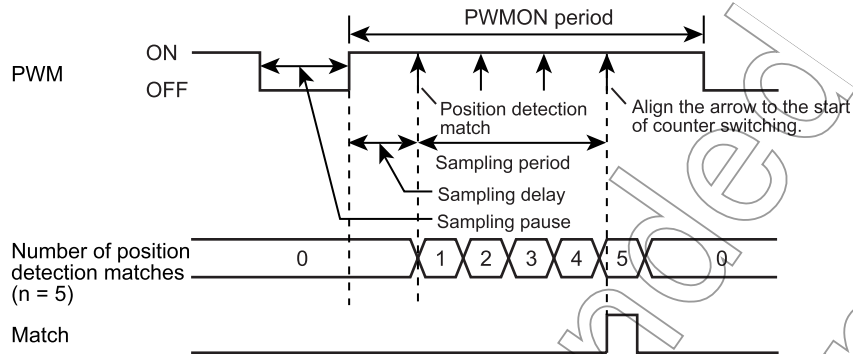 PWMON period
ON
PWM
OFF
Position detection
match
Align the arrow to the start
of counter switching.
Sampling period
Sampling delay
Sampling pause
Number of position
detection matches
(n = 5)
0 1 2 3 4 5 0
Match